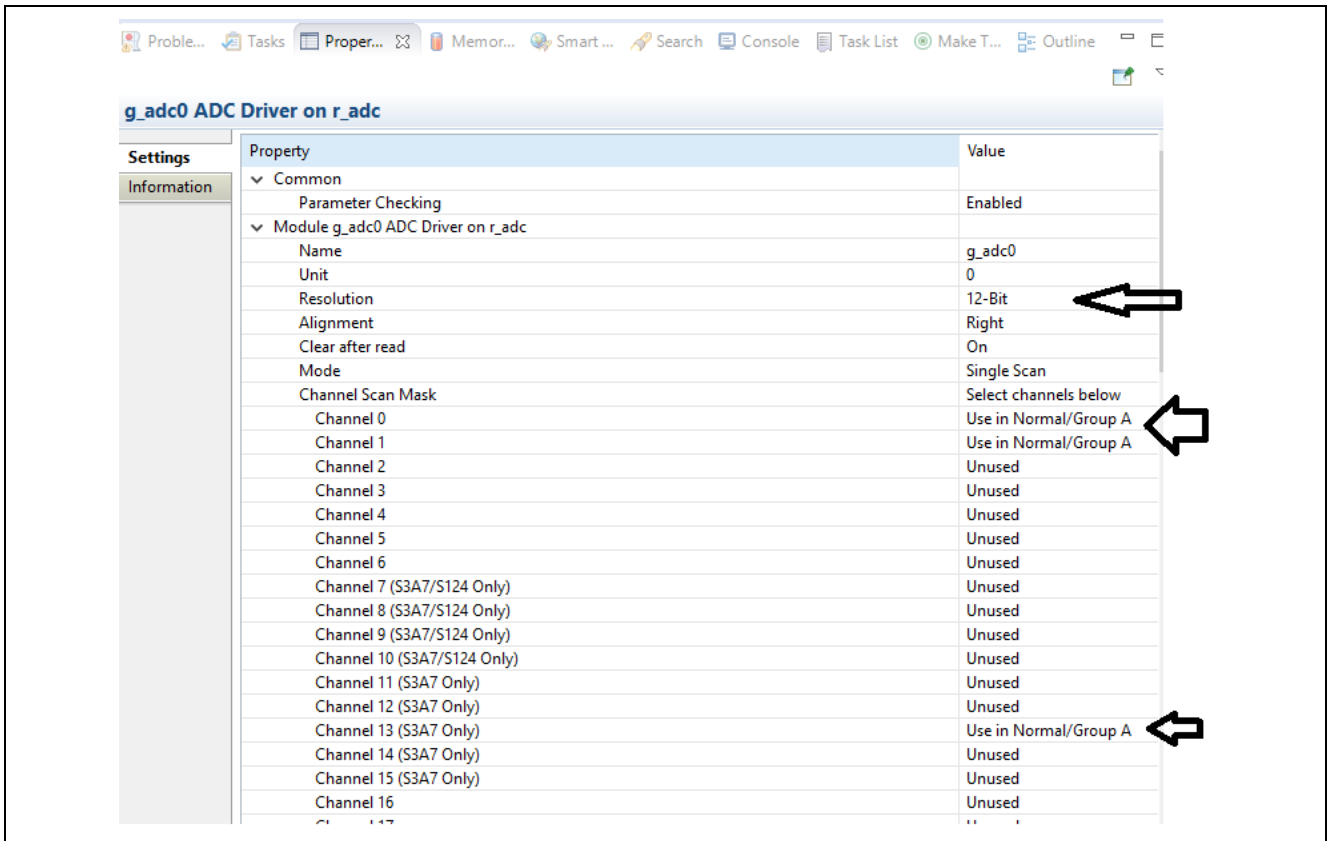 Proble... Tasks Proper... Memor... Smart ... Search Console Task List Make T... Outline
g_adc0 ADC Driver on r_adc
Settings
Information
Property Value
Common
Parameter Checking Enabled
Module g_adc0 ADC Driver on r_adc
Name g_adc0
Unit 0
Resolution 12-Bit
Alignment Right
Clear after read On
Mode Single Scan
Channel Scan Mask Select channels below
Channel 0 Use in Normal/Group A
Channel 1 Use in Normal/Group A
Channel 2 Unused
Channel 3 Unused
Channel 4 Unused
Channel 5 Unused
Channel 6 Unused
Channel 7 (S3A7/S124 Only) Unused
Channel 8 (S3A7/S124 Only) Unused
Channel 9 (S3A7/S124 Only) Unused
Channel 10 (S3A7/S124 Only) Unused
Channel 11 (S3A7 Only) Unused
Channel 12 (S3A7 Only) Unused
Channel 13 (S3A7 Only) Use in Normal/Group A
Channel 14 (S3A7 Only) Unused
Channel 15 (S3A7 Only) Unused
Channel 16 Unused